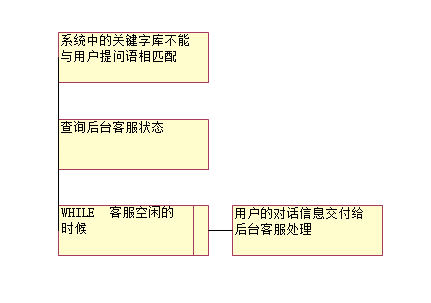 系统中的关键字库不能
与用户提问语相匹配
查询后台客服状态
WHILE 客服空闲的
时候
用户的对话信息交付给
后台客服处理